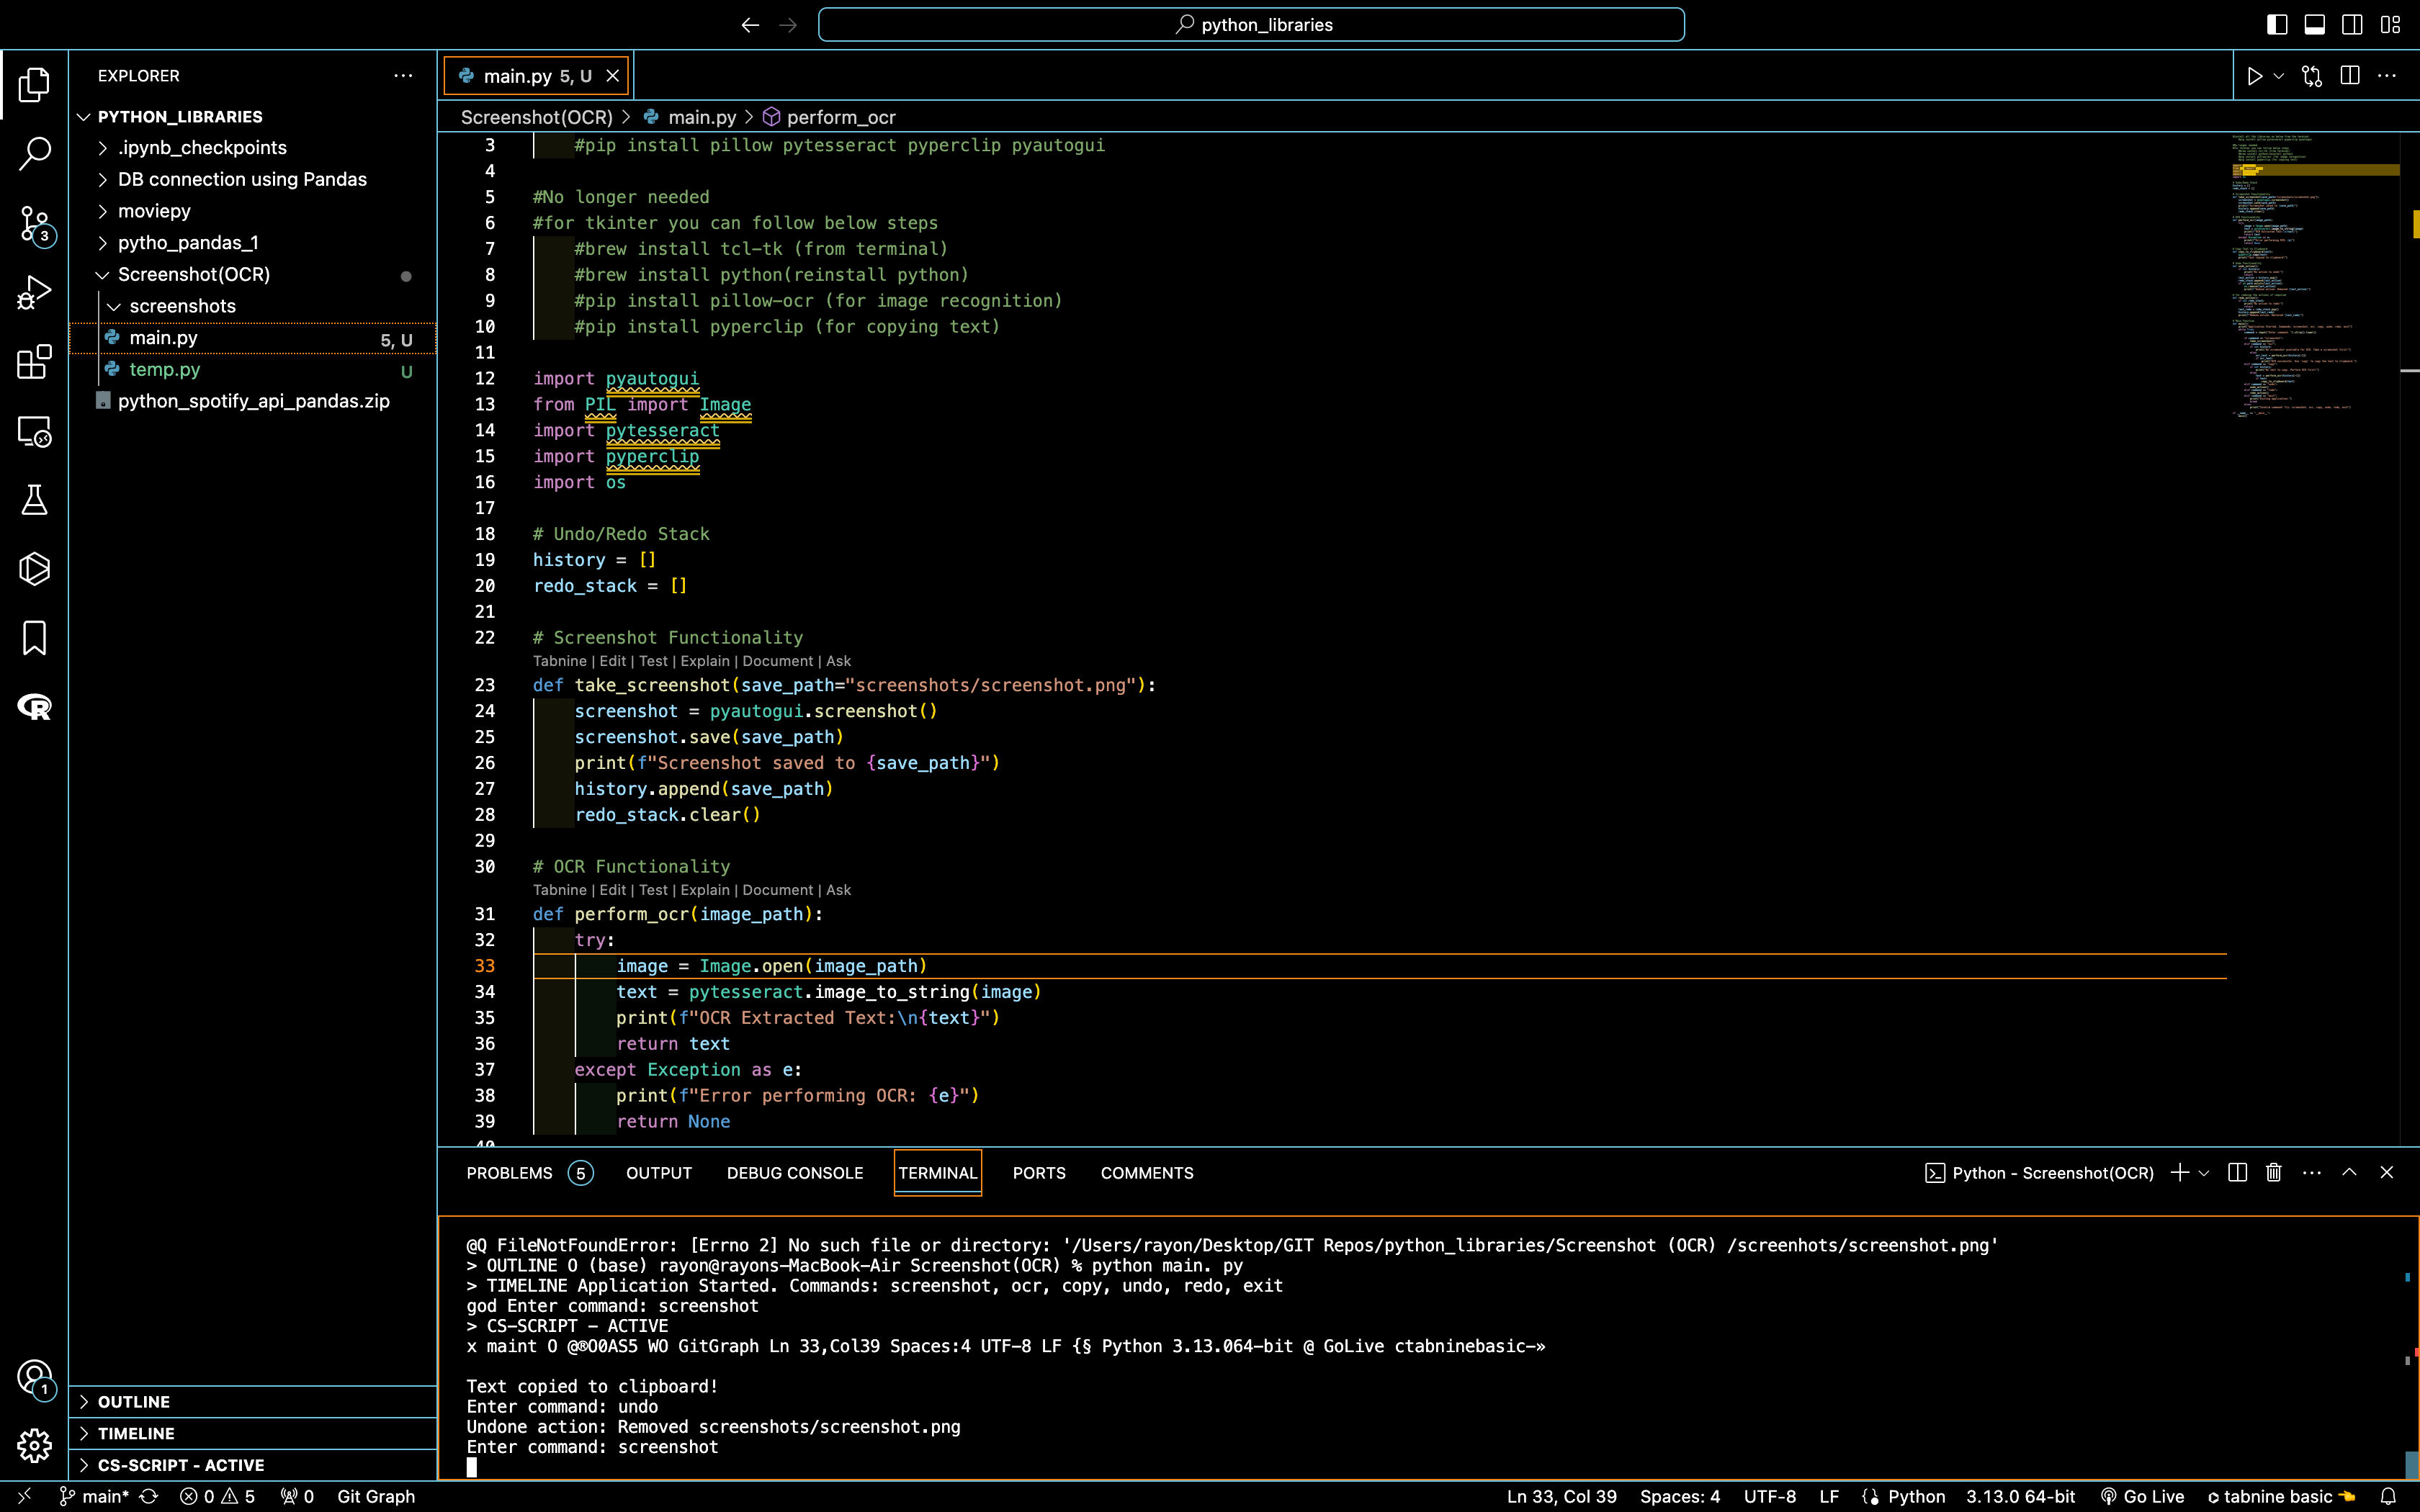 python_libraries
EXPLORER
PYTHON_LIBRARIES
.ipynb_checkpoints
DB connection using Pandas
moviepy
pytho_pandas_1
Screenshot(OCR)
screenshots
main.py 5, U
temp.py U
python_spotify_api_pandas.zip
OUTLINE
TIMELINE
CS-SCRIPT - ACTIVE
3
1
main.py 5, U
Screenshot(OCR) > main.py > perform_ocr
3 #pip install pillow pytesseract pyperclip pyautogui
4
5 #No longer needed
6 #for tkinter you can follow below steps
7 #brew install tcl-tk (from terminal)
8 #brew install python(reinstall python)
9 #pip install pillow-ocr (for image recognition)
10 #pip install pyperclip (for copying text)
11
12 import pyautogui
13 from PIL import Image
14 import pytesseract
15 import pyperclip
16 import os
17
18 # Undo/Redo Stack
19 history = []
20 redo_stack = []
21
22 # Screenshot Functionality
Tabnine | Edit | Test | Explain | Document | Ask
23 def take_screenshot(save_path="screenshots/screenshot.png"):
24 screenshot = pyautogui.screenshot()
25 screenshot.save(save_path)
26 print(f"Screenshot saved to {save_path}")
27 history.append(save_path)
28 redo_stack.clear()
29
30 # OCR Functionality
Tabnine | Edit | Test | Explain | Document | Ask
31 def perform_ocr(image_path):
32 try:
33 image = Image.open(image_path)
34 text = pytesseract.image_to_string(image)
35 print(f"OCR Extracted Text:\n{text}")
36 return text
37 except Exception as e:
38 print(f"Error performing OCR: {e}")
39 return None
40
PROBLEMS 5 OUTPUT DEBUG CONSOLE TERMINAL PORTS COMMENTS Python - Screenshot(OCR)
@Q FileNotFoundError: [Errno 2] No such file or directory: '/Users/rayon/Desktop/GIT Repos/python_libraries/Screenshot (OCR) /screenhots/screenshot.png'
> OUTLINE O (base) rayon@rayons-MacBook-Air Screenshot(OCR) % python main. py
> TIMELINE Application Started. Commands: screenshot, ocr, copy, undo, redo, exit
god Enter command: screenshot
> CS-SCRIPT - ACTIVE
x maint O @®O0AS5 WO GitGraph Ln 33,Col39 Spaces:4 UTF-8 LF {§ Python 3.13.064-bit @ GoLive ctabninebasic-»
Text copied to clipboard!
Enter command: undo
Undone action: Removed screenshots/screenshot.png
Enter command: screenshot
main* 0 5 0 Git Graph Ln 33, Col 39 Spaces: 4 UTF-8 LF Python 3.13.0 64-bit Go Live tabnine basic